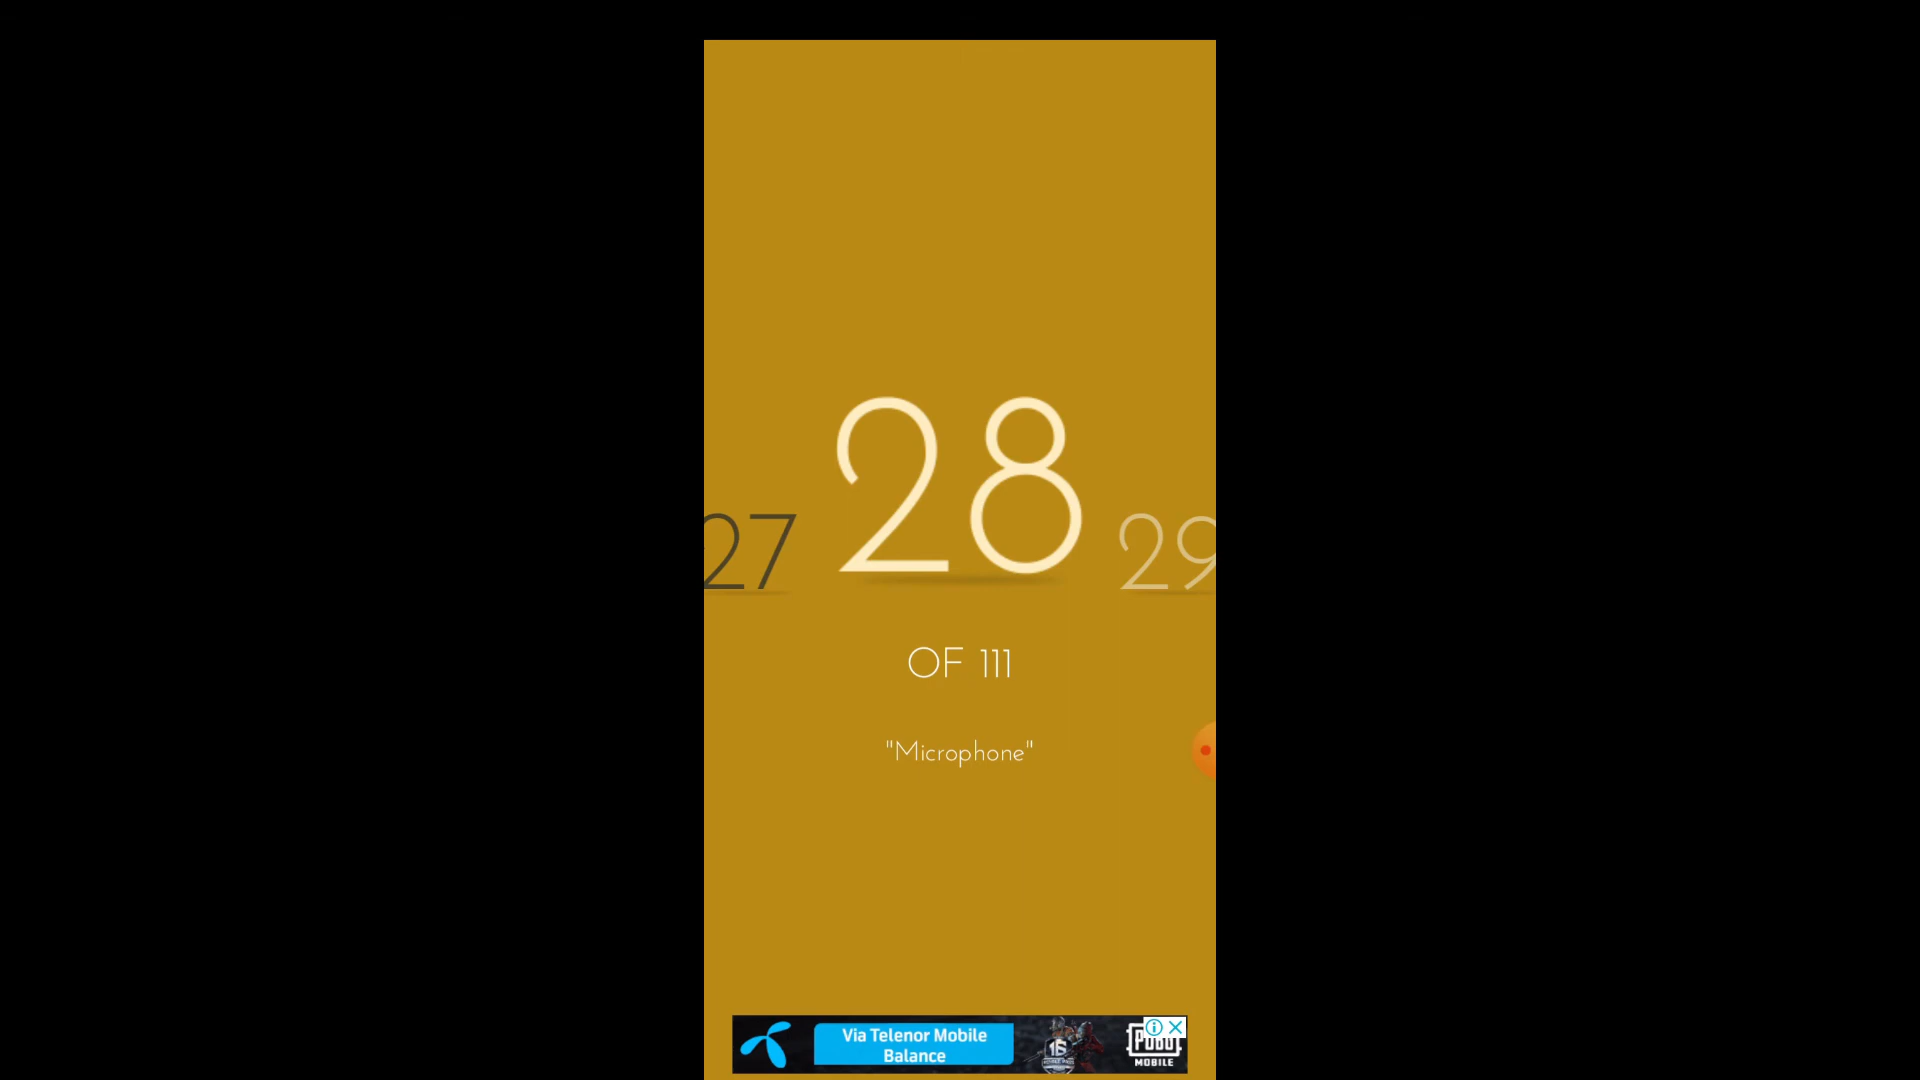 27 28 29
OF 111
"Microphone"
Via Telenor Mobile
Balance
PUBG
MOBILE